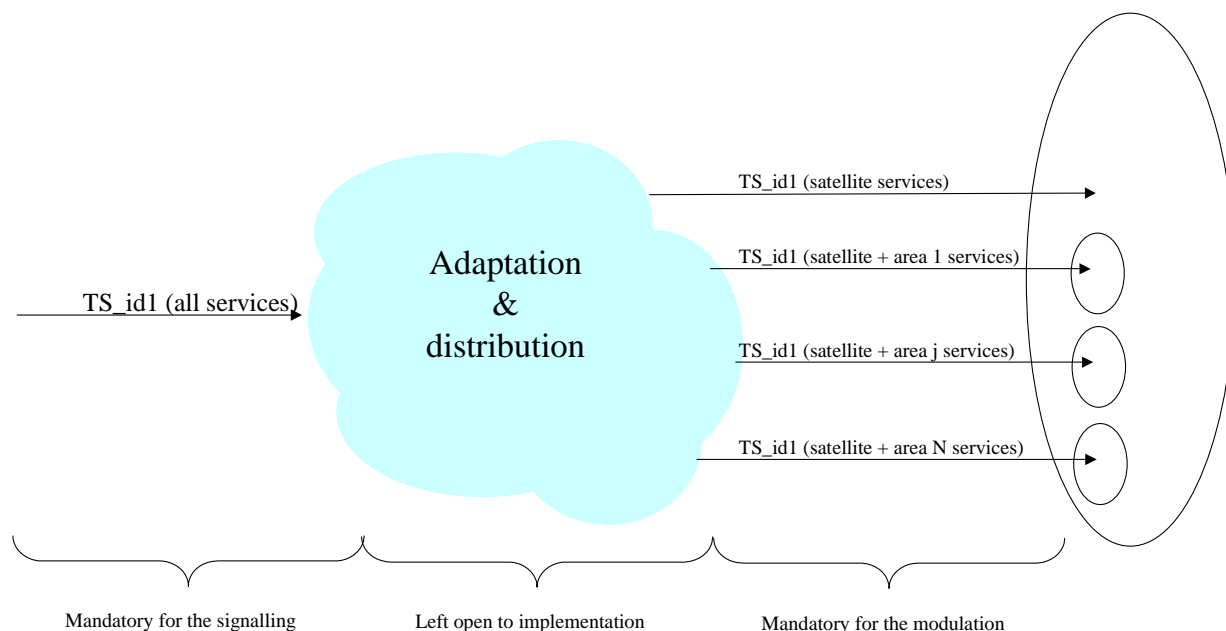 TS_id1 (satellite services)
TS_id1 (satellite + area 1 services)
Adaptation
&
distribution
TS_id1 (all services)
TS_id1 (satellite + area j services)
TS_id1 (satellite + area N services)
Mandatory for the signalling
Left open to implementation
Mandatory for the modulation